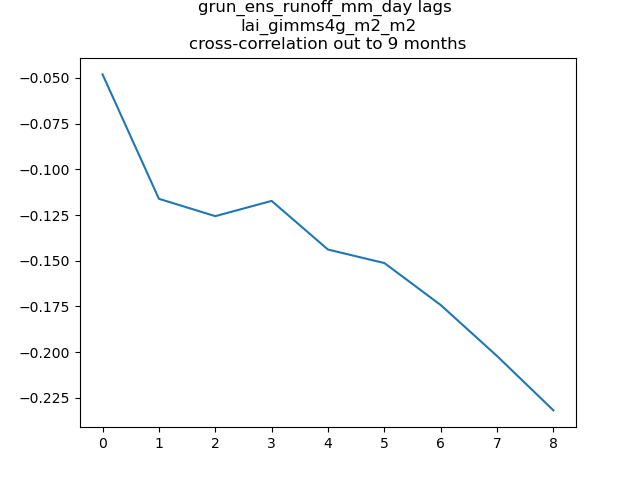 grun_ens_runoff_mm_day lags
lai_gimms4g_m2_m2
cross-correlation out to 9 months
−0.050
−0.075
−0.100
−0.125
−0.150
−0.175
−0.200
−0.225
0 1 2 3 4 5 6 7 8